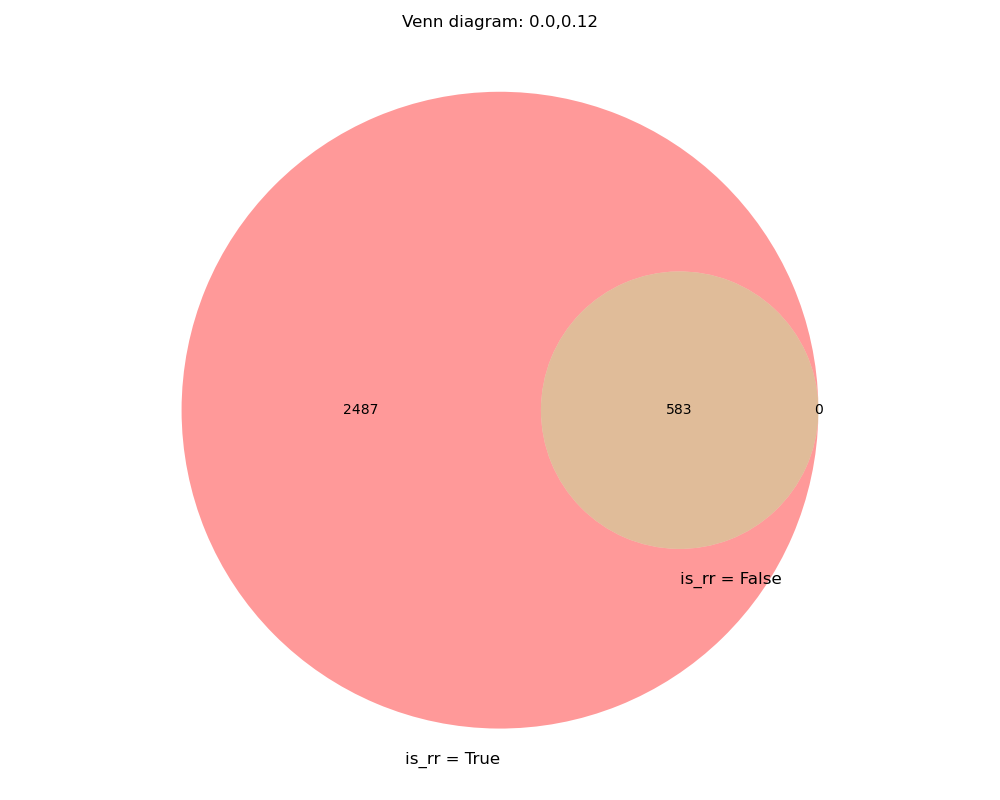 Venn diagram: 0.0,0.12
2487
583
0
is_rr = False
is_rr = True